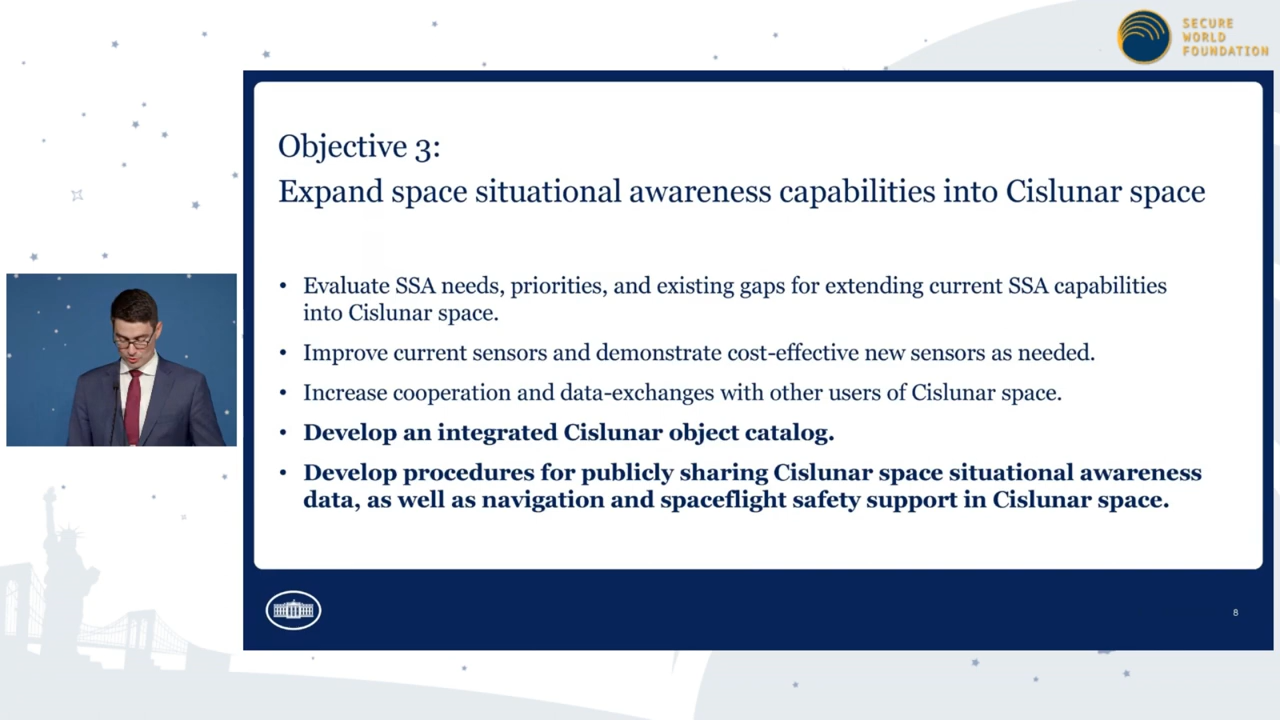 SECURE
WORLD
FOUNDATION
Objective 3:
Expand space situational awareness capabilities into Cislunar space
• Evaluate SSA needs, priorities, and existing gaps for extending current SSA capabilities
into Cislunar space.
• Improve current sensors and demonstrate cost-effective new sensors as needed.
• Increase cooperation and data-exchanges with other users of Cislunar space.
• Develop an integrated Cislunar object catalog.
• Develop procedures for publicly sharing Cislunar space situational awareness
data, as well as navigation and spaceflight safety support in Cislunar space.
8